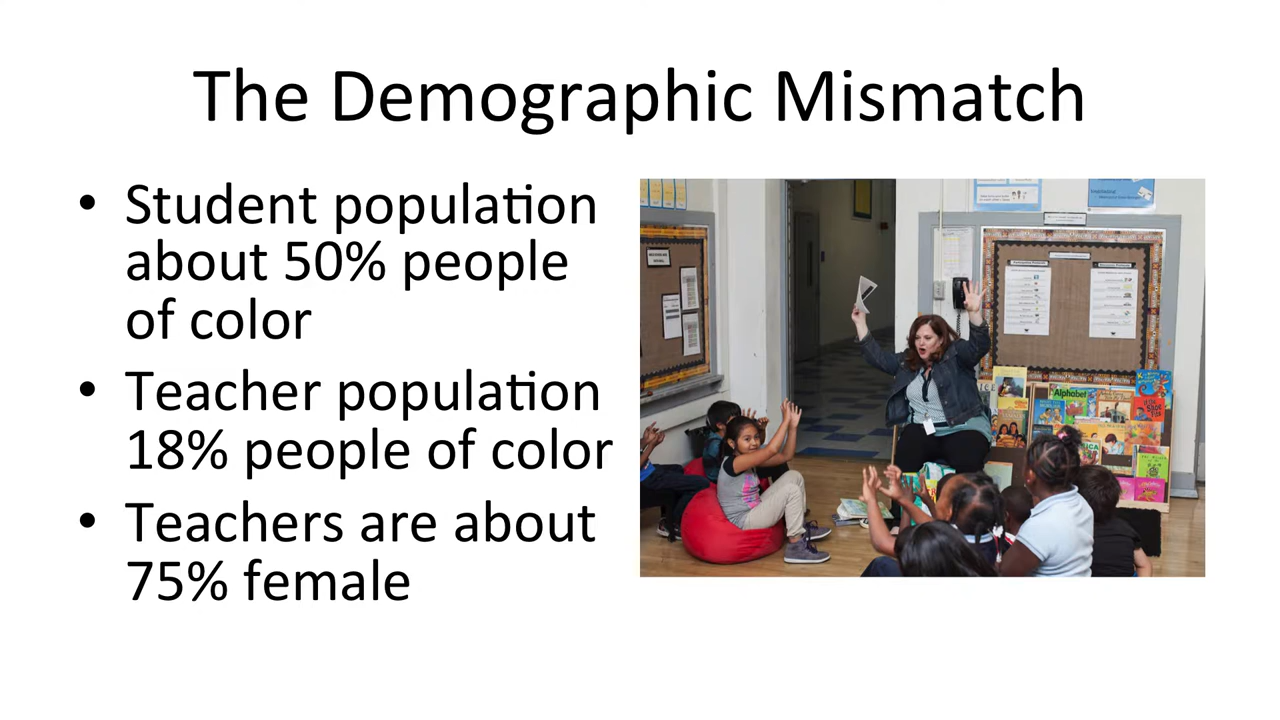 The Demographic Mismatch
• Student population
about 50% people
of color
• Teacher population
18% people of color
• Teachers are about
75% female
Alphabet